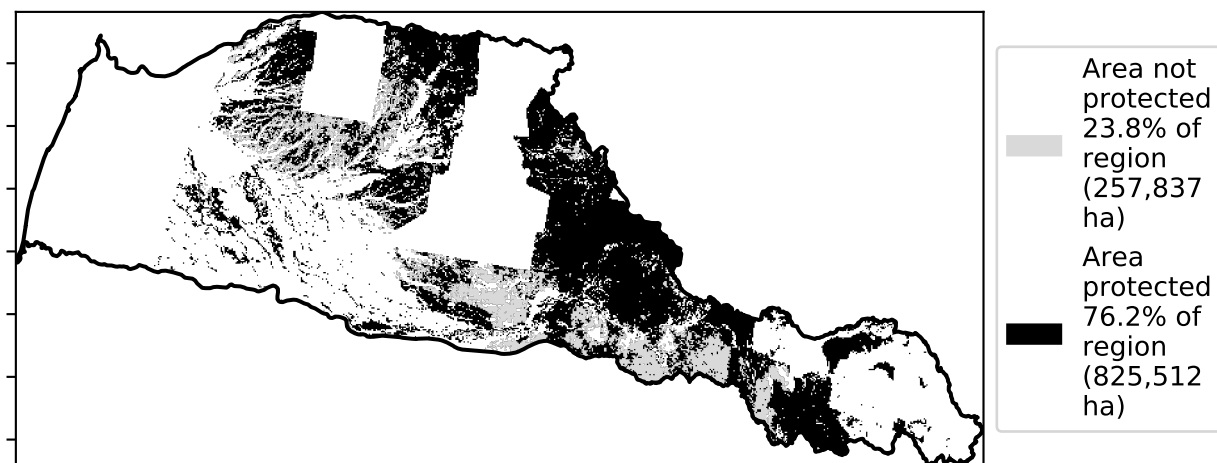 Area not
protected
23.8% of
region
(257,837
ha)
Area
protected
76.2% of
region
(825,512
ha)